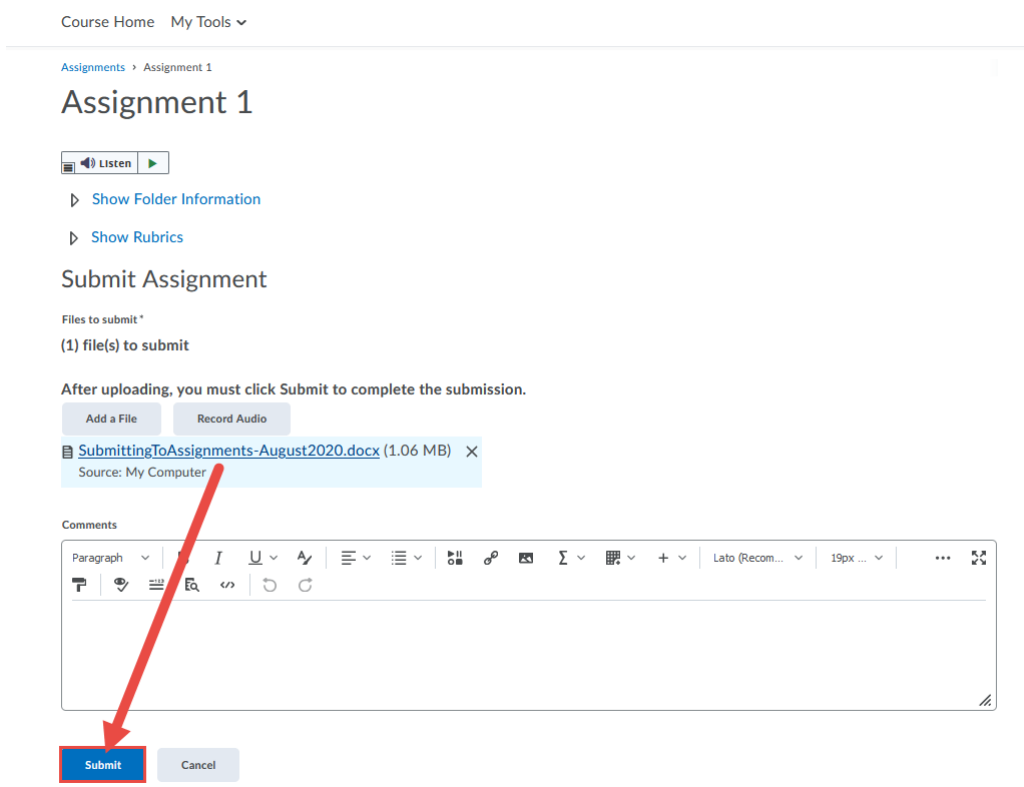 Course Home My Tools
Assignments › Assignment 1
Assignment 1
Listen
Show Folder Information
Show Rubrics
Submit Assignment
Files to submit *
(1) file(s) to submit
After uploading, you must click Submit to complete the submission.
Add a File Record Audio
SubmittingToAssignments-August2020.docx (1.06 MB)
Source: My Computer
Comments
Paragraph I U A Σ Lato (Recom... 19px ...
Submit Cancel